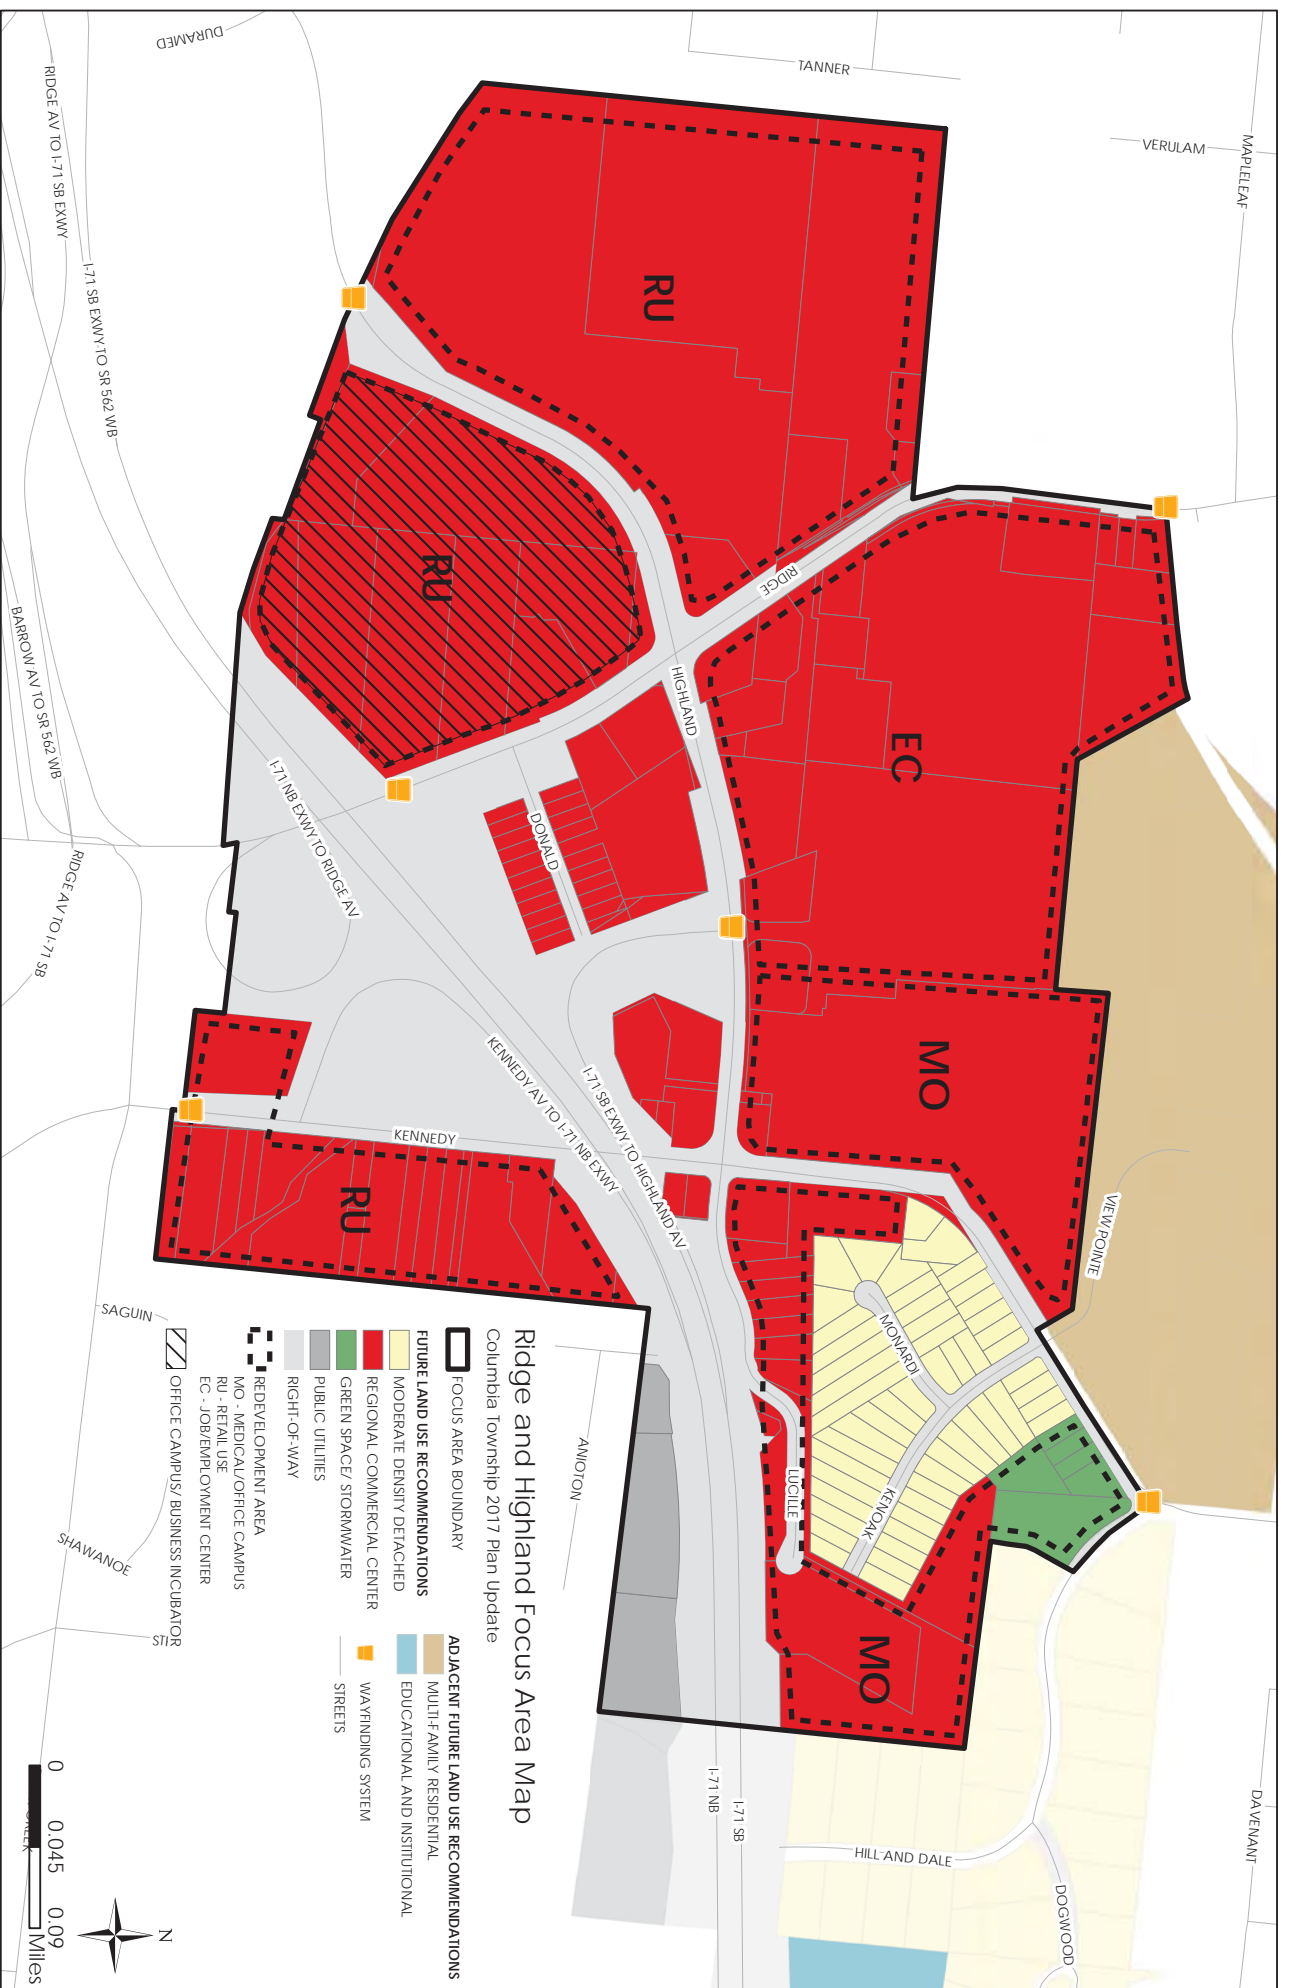 Ridge and Highland Focus Area Map
Columbia Township 2017 Plan Update
FOCUS AREA BOUNDARY
FUTURE LAND USE RECOMMENDATIONS
MODERATE DENSITY DETACHED
REGIONAL COMMERCIAL CENTER
GREEN SPACE/ STORMWATER
PUBLIC UTILITIES
RIGHT-OF-WAY
REDEVELOPMENT AREA
MO - MEDICAL/OFFICE CAMPUS
RU - RETAIL USE
EC - JOB/EMPLOYMENT CENTER
OFFICE CAMPUS/ BUSINESS INCUBATOR
ADJACENT FUTURE LAND USE RECOMMENDATIONS
MULTI-FAMILY RESIDENTIAL
EDUCATIONAL AND INSTITUTIONAL
WAYFINDING SYSTEM
STREETS
0 0.045 0.09
Miles
N
MAPLELEAF
VERULAM
TANNER
DURAMED
RIDGE AV TO I-71 SB EXWY
I-71 SB EXWY TO SR 562 WB
BARROW AV TO SR 562 WB
RIDGE AV TO I-71 SB
I-71 NB EXWY TO RIDGE AV
KENNEDY AV TO I-71 NB EXWY
I-71 SB EXWY TO HIGHLAND AV
RU
RU
EC
MO
RU
MO
RIDGE
HIGHLAND
DONALD
KENNEDY
VIEW POINTE
MONARDI
KENOAK
LUCILLE
ANIOTON
SAGUIN
SHAWANOE
STI
I-71 NB
I-71 SB
HILL AND DALE
DOGWOOD
DAVENANT